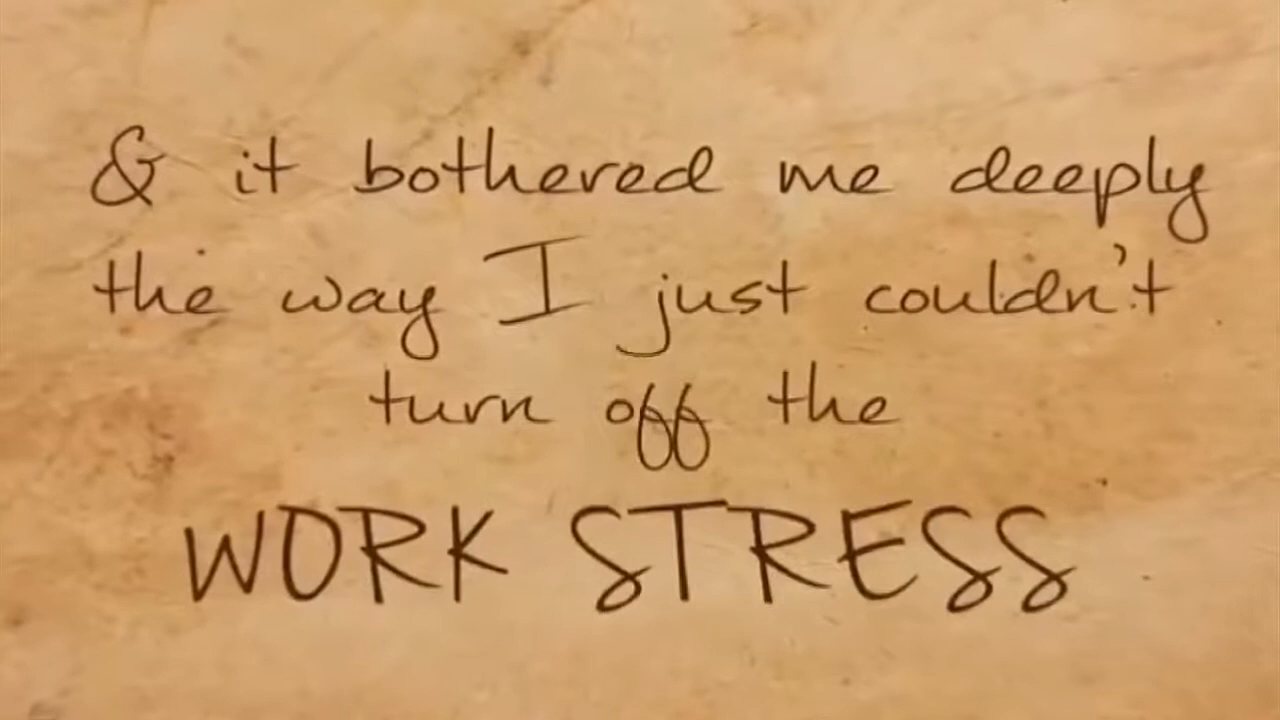 & it bothered me deeply
the way I just couldn't
turn off the
WORK STRESS